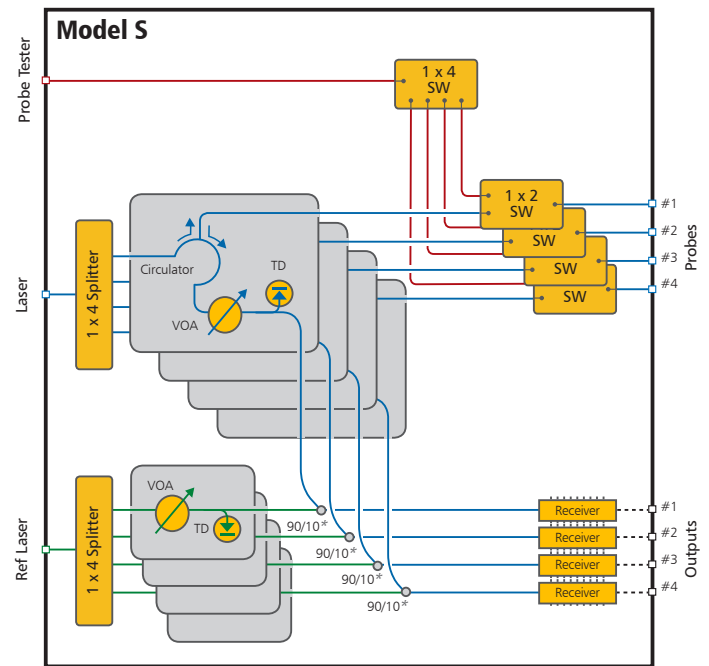 Model S
Probe Tester
1 x 4
SW
1 x 2
SW
SW
SW
SW
#1
#2
#3
#4
Probes
Laser
1 x 4 Splitter
Circulator
TD
VOA
Ref Laser
1 x 4 Splitter
VOA
TD
90/10*
90/10*
90/10*
90/10*
Receiver
Receiver
Receiver
Receiver
#1
#2
#3
#4
Outputs